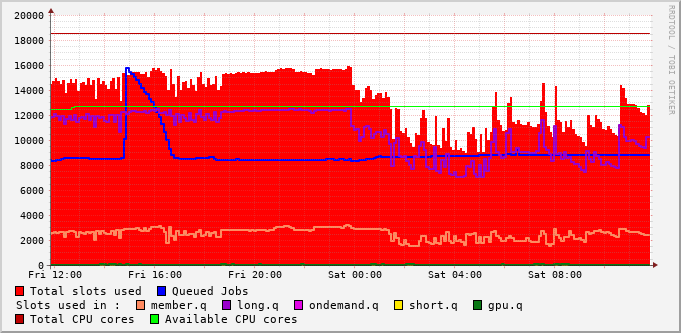 20000
18000
16000
14000
12000
10000
8000
6000
4000
2000
0
Fri 12:00 Fri 16:00 Fri 20:00 Sat 00:00 Sat 04:00 Sat 08:00
Total slots used Queued Jobs
Slots used in : member.q long.q ondemand.q short.q gpu.q
Total CPU cores Available CPU cores
RRDTOOL / TOBI OETIKER